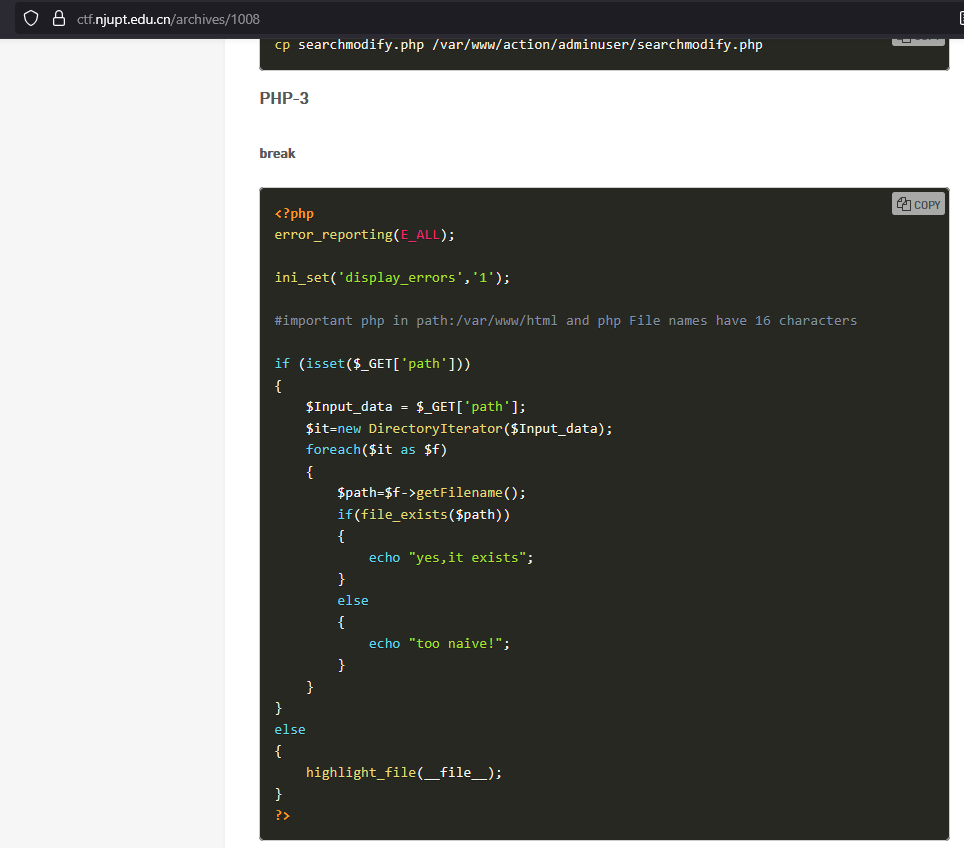 ctf.njupt.edu.cn/archives/1008
cp searchmodify.php /var/www/action/adminuser/searchmodify.php
PHP-3
break
COPY
<?php
error_reporting(E_ALL);
ini_set('display_errors','1');
#important php in path:/var/www/html and php File names have 16 characters
if (isset($_GET['path']))
{
    $Input_data = $_GET['path'];
    $it=new DirectoryIterator($Input_data);
    foreach($it as $f)
    {
        $path=$f->getFilename();
        if(file_exists($path))
        {
            echo "yes,it exists";
        }
        else
        {
            echo "too naive!";
        }
    }
}
else
{
    highlight_file(__file__);
}
?>